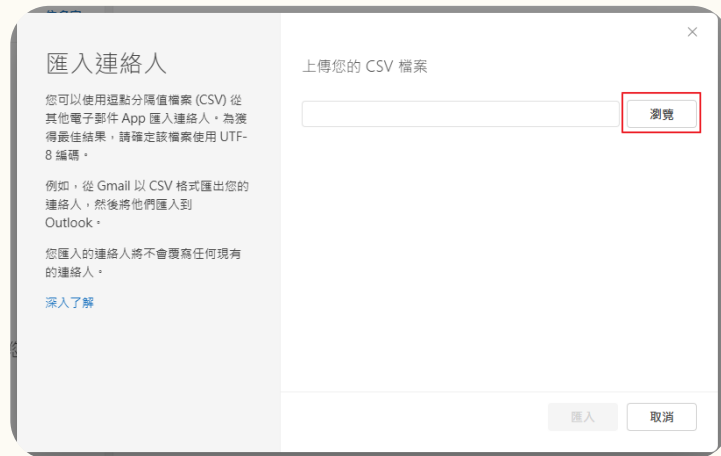 匯入連絡人
您可以使用逗點分隔值檔案 (CSV) 從
其他電子郵件 App 匯入連絡人。為獲
得最佳結果，請確定該檔案使用 UTF-
8 編碼。
例如，從 Gmail 以 CSV 格式匯出您的
連絡人，然後將他們匯入到
Outlook。
您匯入的連絡人將不會覆寫任何現有
的連絡人。
深入了解
上傳您的 CSV 檔案
瀏覽
匯入
取消